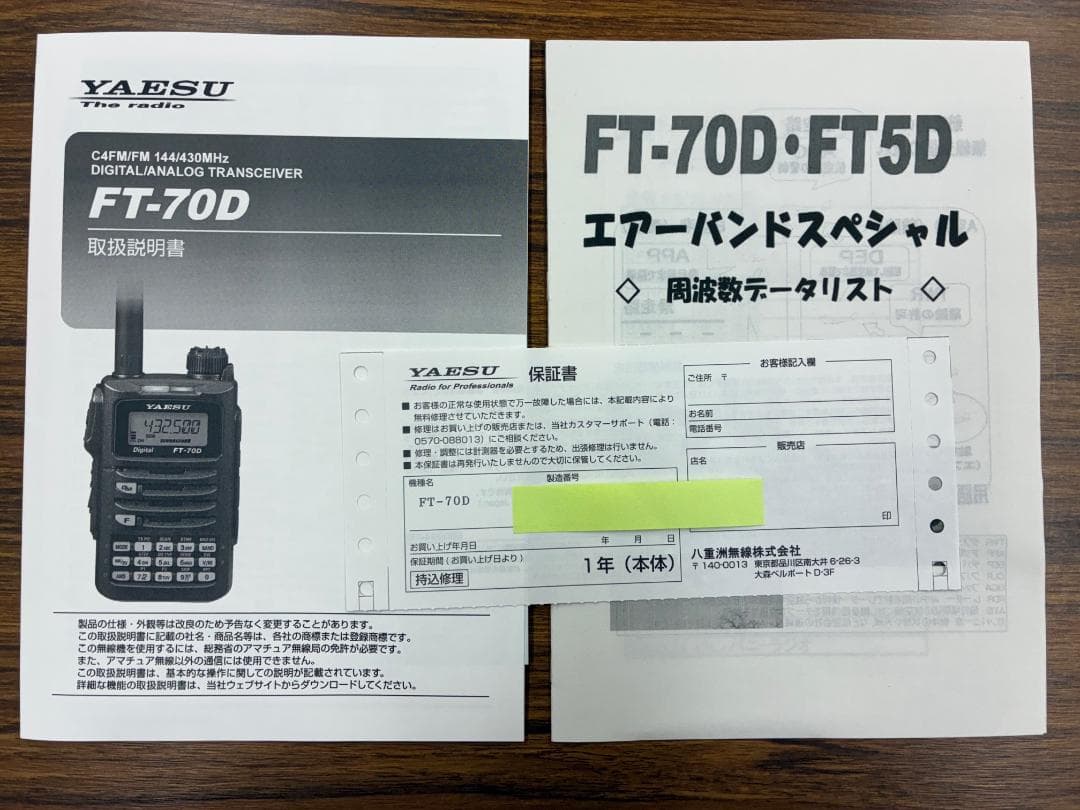 YAESU
The radio
C4FM/FM 144/430MHz
DIGITAL/ANALOG TRANSCEIVER
FT-70D
取扱説明書
YAESU
432.500
Digital FT-70D
F
MODE 1 2 3 BAND
4 5 6 V/M
AMS 7 8 9 0
製品の仕様・外観等は改良のため予告なく変更することがあります。
この取扱説明書に記載の社名・商品名等は、各社の商標または登録商標です。
この無線機を使用するには、総務省のアマチュア無線局の免許が必要です。
また、アマチュア無線以外の通信には使用できません。
この取扱説明書は、基本的な操作に関しての説明が記載されています。
詳細な機能の取扱説明書は、当社ウェブサイトからダウンロードしてください。
FT-70D・FT5D
エアーバンドスペシャル
◇ 周波数データリスト ◇
YAESU
Radio for Professionals
保証書
■ お客様の正常な使用状態で万一故障した場合には、本記載内容により
無料修理させていただきます。
■ 修理はお買い上げの販売店または、当社カスタマーサポート(電話:
0570-088013)にご相談ください。
■ 修理・調整には計測器を必要とするため、出張修理は行いません。
■ 本保証書は再発行いたしませんので大切に保管してください。
機種名 製造番号
FT-70D
お買い上げ年月日 年 月 日
保証期間(お買い上げ日より) 1年(本体)
持込修理
お客様記入欄
ご住所 〒
お名前
電話番号
販売店
店名
印
八重洲無線株式会社
〒140-0013 東京都品川区南大井 6-26-3
大森ベルポート D-3F